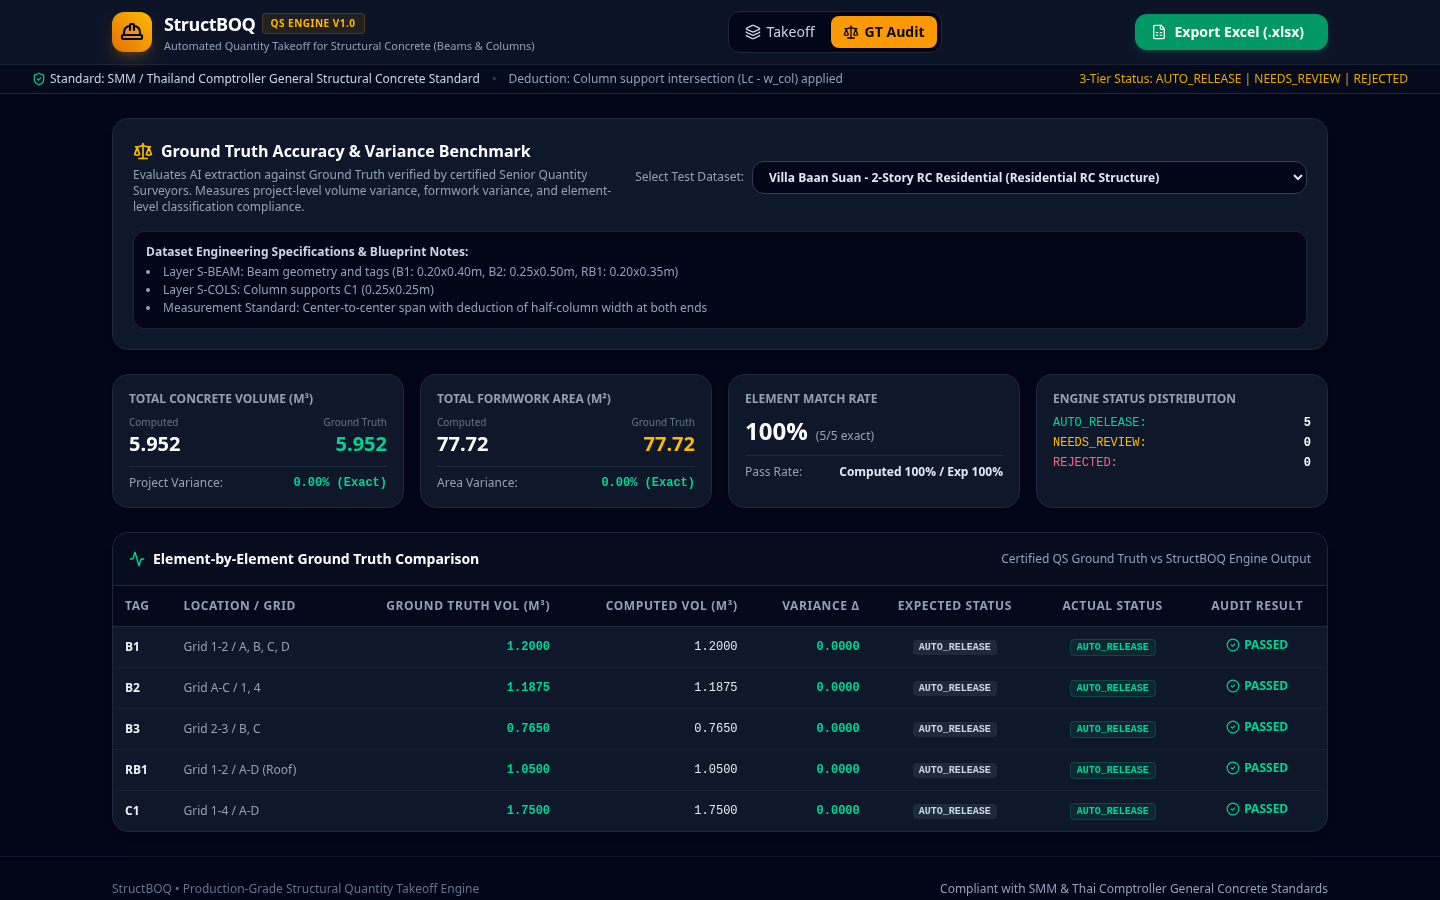 StructBOQ QS ENGINE V1.0
Automated Quantity Takeoff for Structural Concrete (Beams & Columns)
Takeoff
GT Audit
Export Excel (.xlsx)
Standard: SMM / Thailand Comptroller General Structural Concrete Standard • Deduction: Column support intersection (Lc - w_col) applied
3-Tier Status: AUTO_RELEASE | NEEDS_REVIEW | REJECTED
Ground Truth Accuracy & Variance Benchmark
Evaluates AI extraction against Ground Truth verified by certified Senior Quantity
Surveyors. Measures project-level volume variance, formwork variance, and element-
level classification compliance.
Select Test Dataset: Villa Baan Suan - 2-Story RC Residential (Residential RC Structure)
Dataset Engineering Specifications & Blueprint Notes:
• Layer S-BEAM: Beam geometry and tags (B1: 0.20x0.40m, B2: 0.25x0.50m, RB1: 0.20x0.35m)
• Layer S-COLS: Column supports C1 (0.25x0.25m)
• Measurement Standard: Center-to-center span with deduction of half-column width at both ends
TOTAL CONCRETE VOLUME (M³)
Computed Ground Truth
5.952 5.952
Project Variance: 0.00% (Exact)
TOTAL FORMWORK AREA (M²)
Computed Ground Truth
77.72 77.72
Area Variance: 0.00% (Exact)
ELEMENT MATCH RATE
100% (5/5 exact)
Pass Rate: Computed 100% / Exp 100%
ENGINE STATUS DISTRIBUTION
AUTO_RELEASE: 5
NEEDS_REVIEW: 0
REJECTED: 0
Element-by-Element Ground Truth Comparison
Certified QS Ground Truth vs StructBOQ Engine Output
TAG LOCATION / GRID GROUND TRUTH VOL (M³) COMPUTED VOL (M³) VARIANCE Δ EXPECTED STATUS ACTUAL STATUS AUDIT RESULT
B1 Grid 1-2 / A, B, C, D 1.2000 1.2000 0.0000 AUTO_RELEASE AUTO_RELEASE PASSED
B2 Grid A-C / 1, 4 1.1875 1.1875 0.0000 AUTO_RELEASE AUTO_RELEASE PASSED
B3 Grid 2-3 / B, C 0.7650 0.7650 0.0000 AUTO_RELEASE AUTO_RELEASE PASSED
RB1 Grid 1-2 / A-D (Roof) 1.0500 1.0500 0.0000 AUTO_RELEASE AUTO_RELEASE PASSED
C1 Grid 1-4 / A-D 1.7500 1.7500 0.0000 AUTO_RELEASE AUTO_RELEASE PASSED
StructBOQ • Production-Grade Structural Quantity Takeoff Engine
Compliant with SMM & Thai Comptroller General Concrete Standards